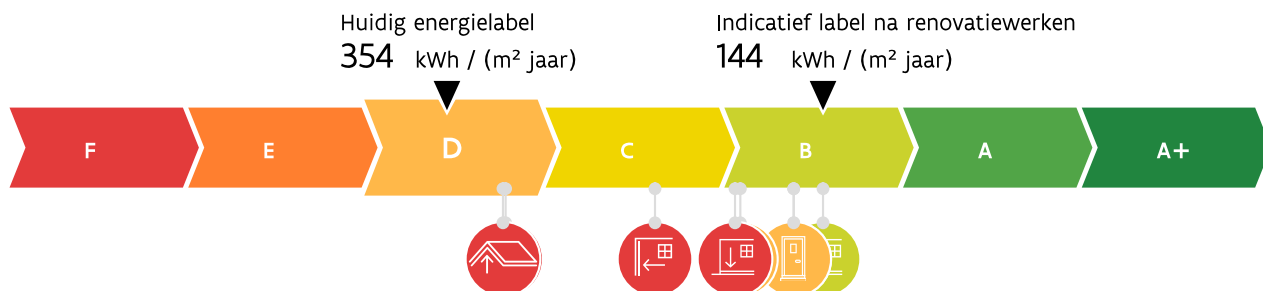 Huidig energielabel
354 kWh / (m² jaar)
Indicatief label na renovatiewerken
144 kWh / (m² jaar)
F
E
D
C
B
A
A+